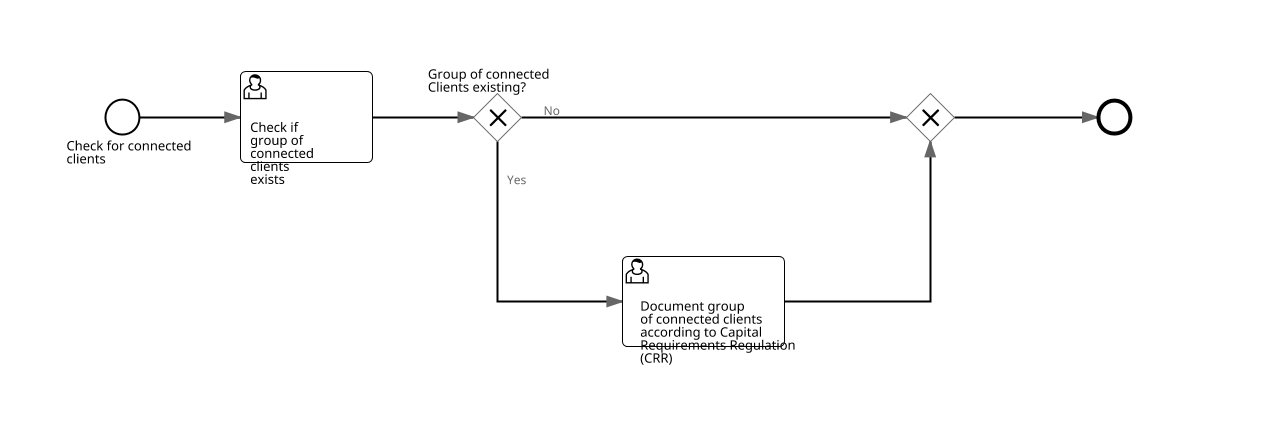 Check for connected
clients
Check if
group of
connected
clients
exists
Group of connected
Clients existing?
No
Yes
Document group
of connected clients
according to Capital
Requirements Regulation
(CRR)